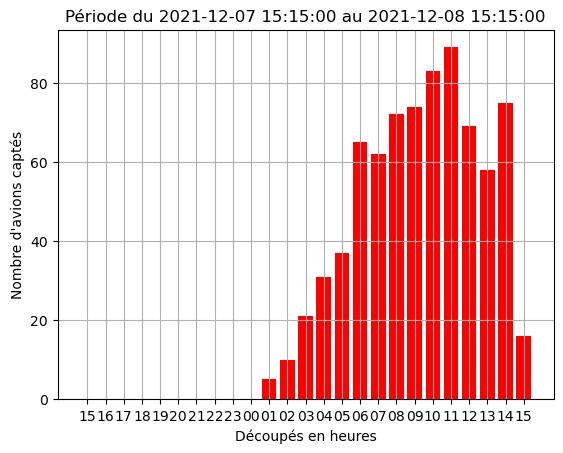 Période du 2021-12-07 15:15:00 au 2021-12-08 15:15:00
80
60
40
20
0
Nombre d'avions captés
15 16 17 18 19 20 21 22 23 00 01 02 03 04 05 06 07 08 09 10 11 12 13 14 15
Découpés en heures